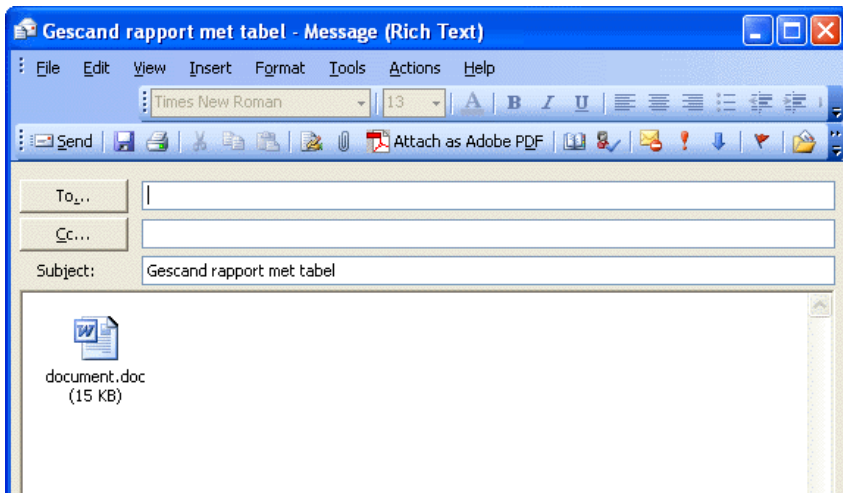 Gescand rapport met tabel - Message (Rich Text)
File Edit View Insert Format Tools Actions Help
Times New Roman 13 A B I U
Send Attach as Adobe PDF
To...
Cc...
Subject: Gescand rapport met tabel
document.doc
(15 KB)